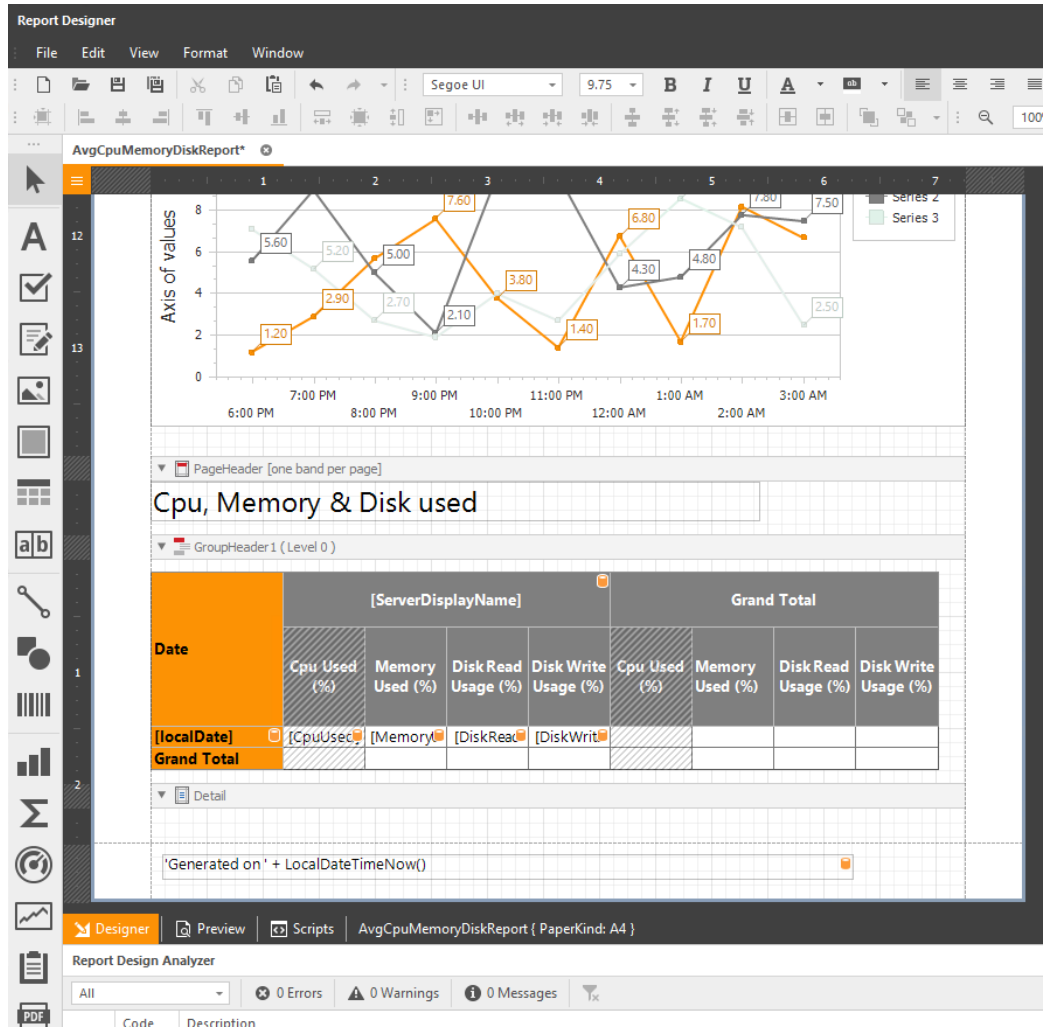 Report Designer
File Edit View Format Window
Segoe UI 9.75 B I U A ab 100%
AvgCpuMemoryDiskReport*
1 2 3 4 5 6 7
A
7.60 7.80 7.50 Series 2
8 6.80 Series 3
12
5.60 5.20 5.00 4.80
6
4.30
Axis of values
4 3.80
2.90 2.70 2.50
2.10
1.20 1.40 1.70
2
13
0
7:00 PM 9:00 PM 11:00 PM 1:00 AM 3:00 AM
6:00 PM 8:00 PM 10:00 PM 12:00 AM 2:00 AM
PageHeader [one band per page]
Cpu, Memory & Disk used
a b
GroupHeader1 ( Level 0 )
[ServerDisplayName] Grand Total
Date
1
Cpu Used (%) Memory Used (%) Disk Read Usage (%) Disk Write Usage (%) Cpu Used (%) Memory Used (%) Disk Read Usage (%) Disk Write Usage (%)
[localDate] [CpuUsed [Memory [DiskRead [DiskWrit
Grand Total
2
Detail
Σ
'Generated on ' + LocalDateTimeNow()
Designer Preview Scripts AvgCpuMemoryDiskReport { PaperKind: A4 }
Report Design Analyzer
All 0 Errors 0 Warnings 0 Messages
PDF
Code Description